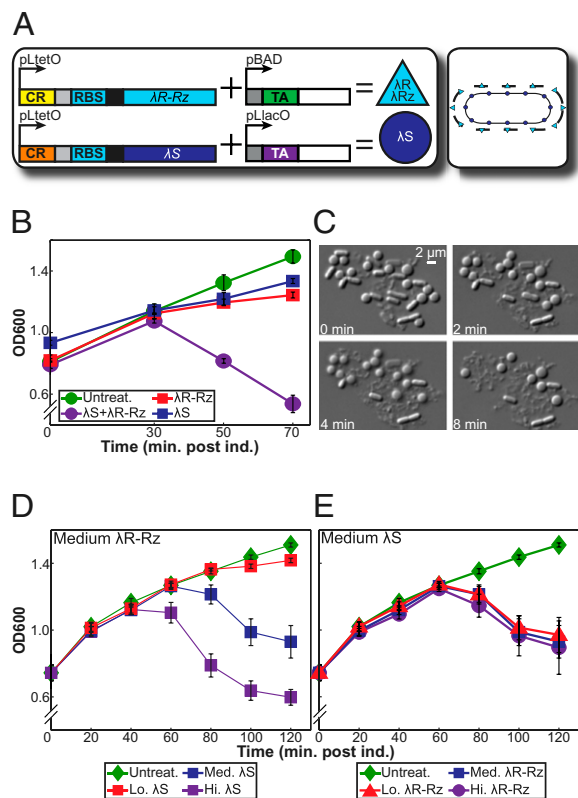 A
pLtetO pBAD
CR RBS λR-Rz + TA = λR λRz
pLtetO pLlacO
CR RBS λS + TA = λS
B
OD600
1.4
1.0
0.6
0 30 50 70
Time (min. post ind.)
Untreat. λR-Rz
λS+λR-Rz λS
C
2 µm
0 min 2 min
4 min 8 min
D
Medium λR-Rz
OD600
1.4
1.0
0.6
0 20 40 60 80 100 120
E
Medium λS
0 20 40 60 80 100 120
Time (min. post ind.)
Untreat. Med. λS
Lo. λS Hi. λS
Untreat. Med. λR-Rz
Lo. λR-Rz Hi. λR-Rz